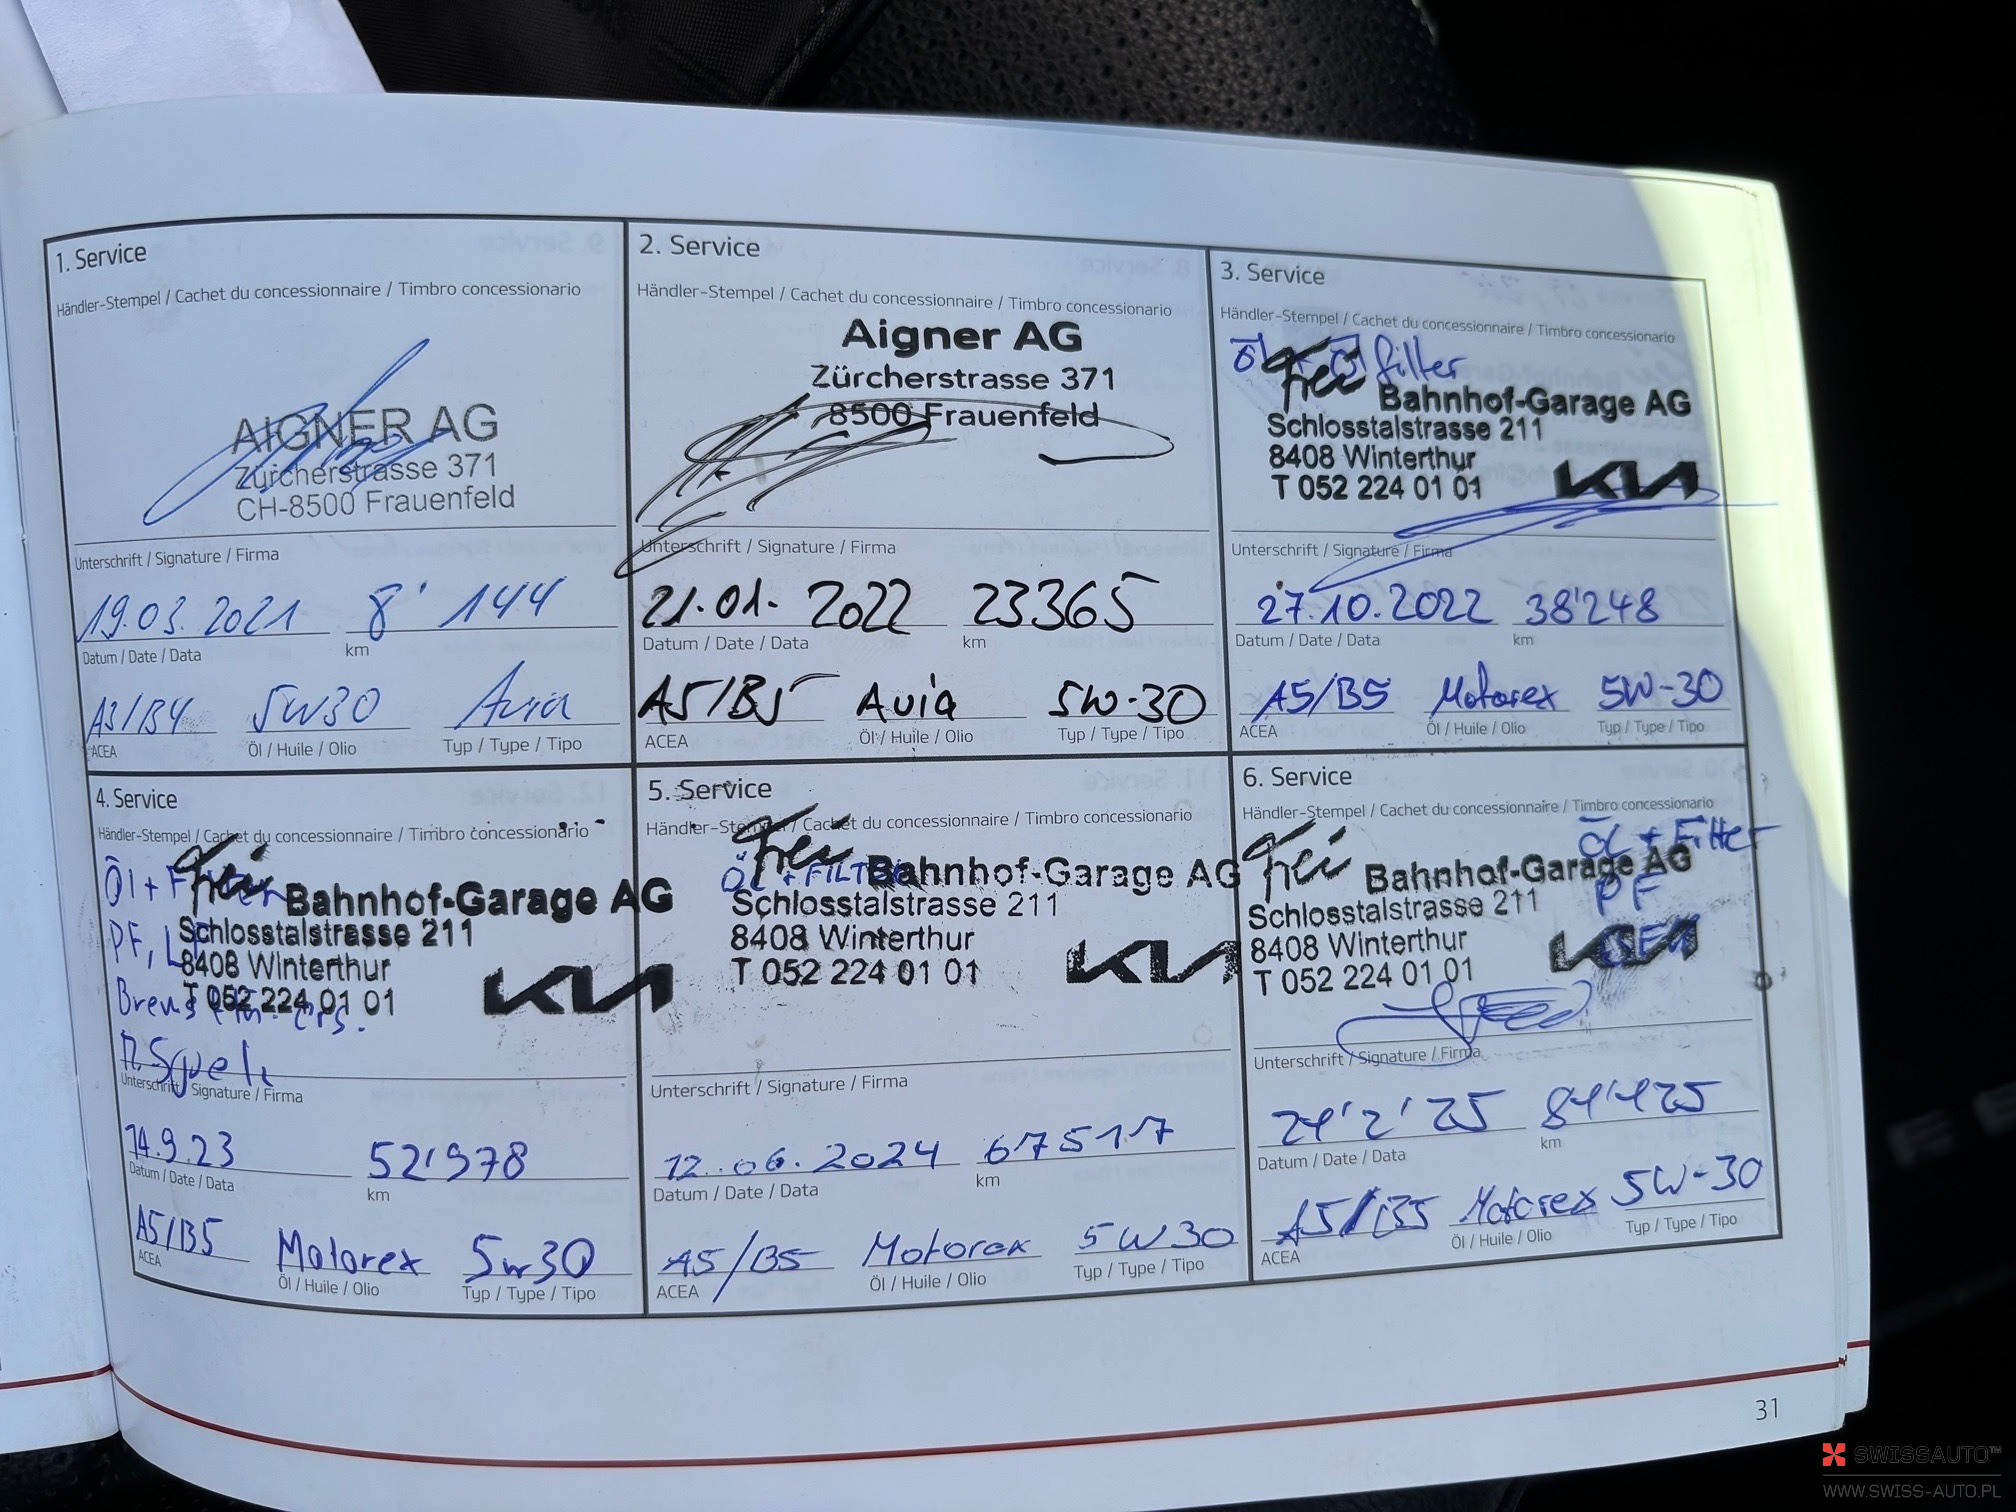 1. Service
Händler-Stempel / Cachet du concessionnaire / Timbro concessionario
AIGNER AG
Zürcherstrasse 371
CH-8500 Frauenfeld
Unterschrift / Signature / Firma
19.03.2021 8'144
Datum / Date / Data km
A3/B4 5W30 Avia
ACEA Öl / Huile / Olio Typ / Type / Tipo
2. Service
Händler-Stempel / Cachet du concessionnaire / Timbro concessionario
Aigner AG
Zürcherstrasse 371
8500 Frauenfeld
Unterschrift / Signature / Firma
21.01.2022 23365
Datum / Date / Data km
A5/B5 Avia 5W-30
ACEA Öl / Huile / Olio Typ / Type / Tipo
3. Service
Händler-Stempel / Cachet du concessionnaire / Timbro concessionario
Öl + Öl filter
Frei Bahnhof-Garage AG
Schlosstalstrasse 211
8408 Winterthur
T 052 224 01 01 KIA
Unterschrift / Signature / Firma
27.10.2022 38'248
Datum / Date / Data km
A5/B5 Motorex 5W-30
ACEA Öl / Huile / Olio Typ / Type / Tipo
4. Service
Händler-Stempel / Cachet du concessionnaire / Timbro concessionario
Öl + Filter
Frei Bahnhof-Garage AG
PF,
Schlosstalstrasse 211
8408 Winterthur
T 052 224 01 01 KIA
Unterschrift / Signature / Firma
14.9.23 52'978
Datum / Date / Data km
A5/B5 Motorex 5W30
ACEA Öl / Huile / Olio Typ / Type / Tipo
5. Service
Händler-Stempel / Cachet du concessionnaire / Timbro concessionario
ÖL + FILTER
Frei Bahnhof-Garage AG
Schlosstalstrasse 211
8408 Winterthur
T 052 224 01 01 KIA
Unterschrift / Signature / Firma
12.06.2024 67517
Datum / Date / Data km
A5/B5 Motorex 5W30
ACEA Öl / Huile / Olio Typ / Type / Tipo
6. Service
Händler-Stempel / Cachet du concessionnaire / Timbro concessionario
ÖL + Filter
Frei Bahnhof-Garage AG
PF
Schlosstalstrasse 211
8408 Winterthur
T 052 224 01 01 KIA
Unterschrift / Signature / Firma
24'2'25 84'425
Datum / Date / Data km
A5/B5 Motorex 5W-30
ACEA Öl / Huile / Olio Typ / Type / Tipo
31
SWISSAUTO™
WWW.SWISS-AUTO.PL